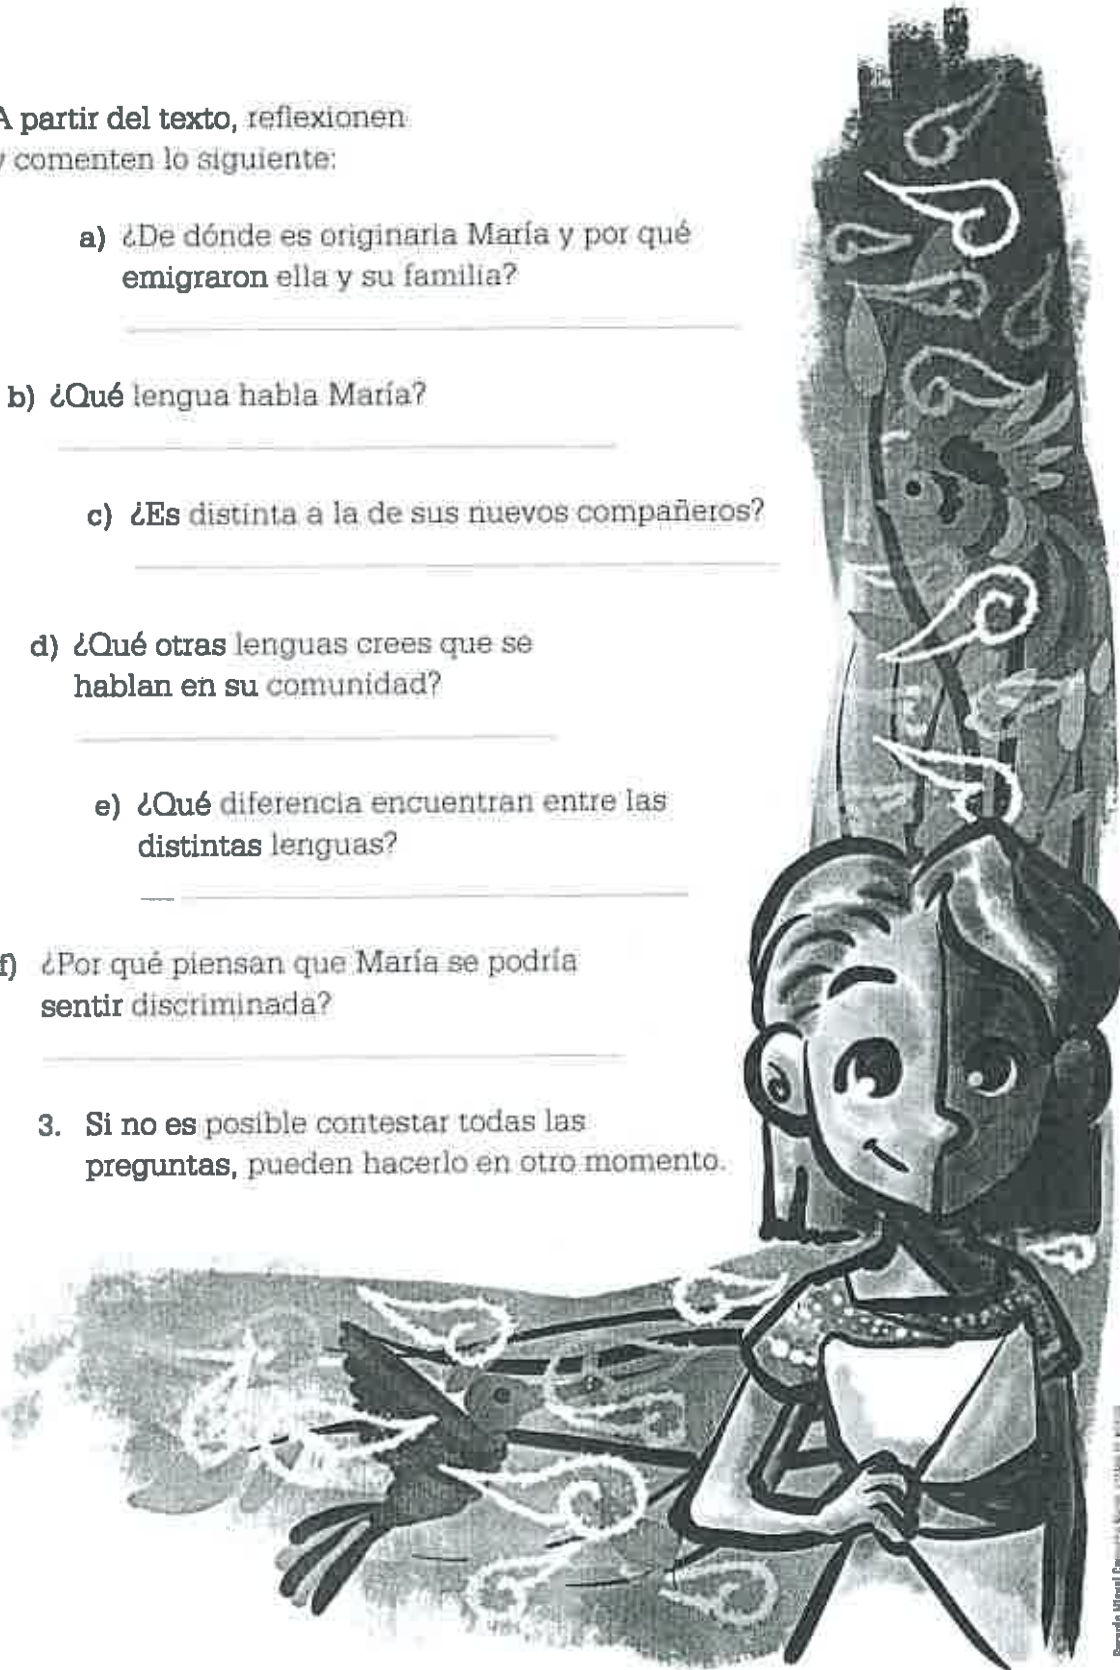 A partir del texto, reflexionen
y comenten lo siguiente:
a) ¿De dónde es originaria María y por qué
emigraron ella y su familia?
b) ¿Qué lengua habla María?
c) ¿Es distinta a la de sus nuevos compañeros?
d) ¿Qué otras lenguas crees que se
hablan en su comunidad?
e) ¿Qué diferencia encuentran entre las
distintas lenguas?
f) ¿Por qué piensan que María se podría
sentir discriminada?
3. Si no es posible contestar todas las
preguntas, pueden hacerlo en otro momento.